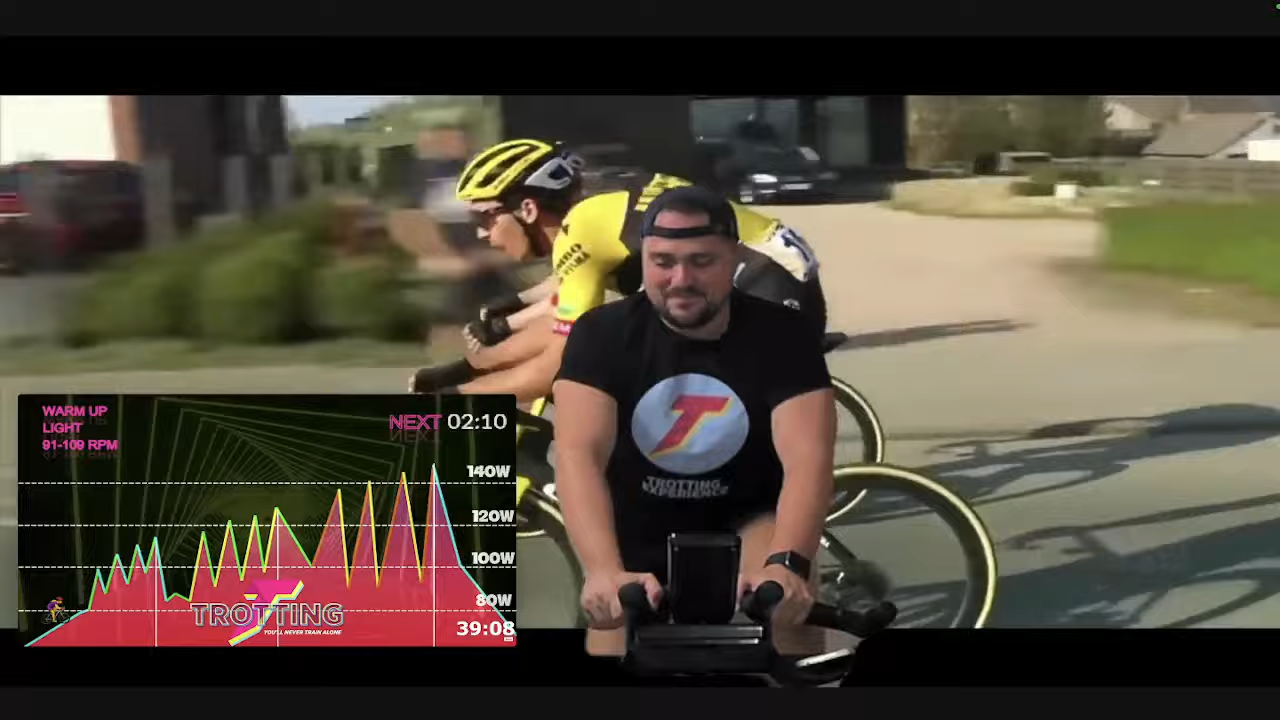 WARM UP
LIGHT
91-109 RPM
NEXT 02:10
140W
120W
100W
80W
39:08
TROTTING
YOU'LL NEVER TRAIN ALONE
T
TROTTING
EXPERIENCE